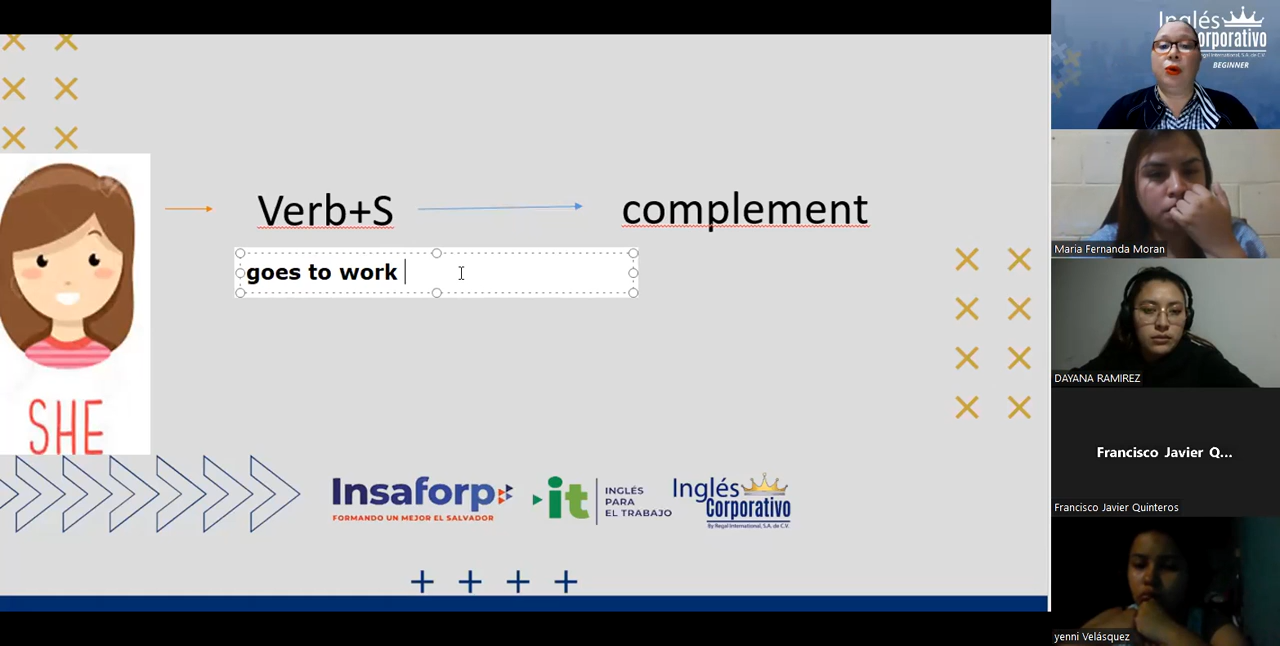 Verb+S
complement
goes to work
SHE
Insaforp
FORMANDO UN MEJOR EL SALVADOR
it
INGLÉS
PARA
EL TRABAJO
Inglés
Corporativo
By Regal International, S.A. de C.V.
Inglés
Corporativo
Regal International, S.A. de C.V.
BEGINNER
Maria Fernanda Moran
DAYANA RAMIREZ
Francisco Javier Q...
Francisco Javier Quinteros
yenni Velásquez